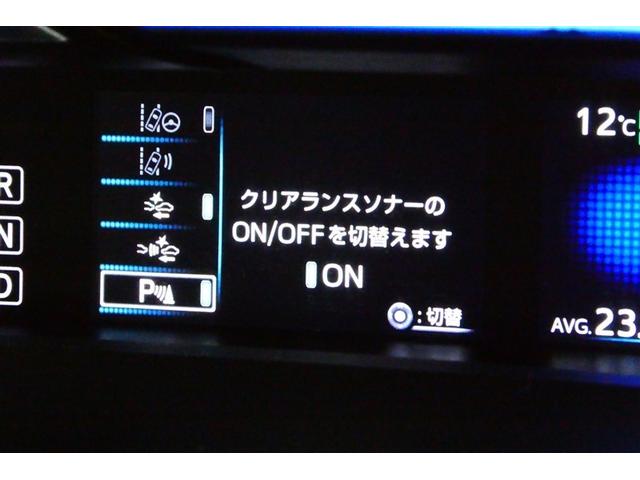 R
N
D
P
クリアランスソナーの
ON/OFFを切替えます
ON
:切替
12℃
AVG.23.